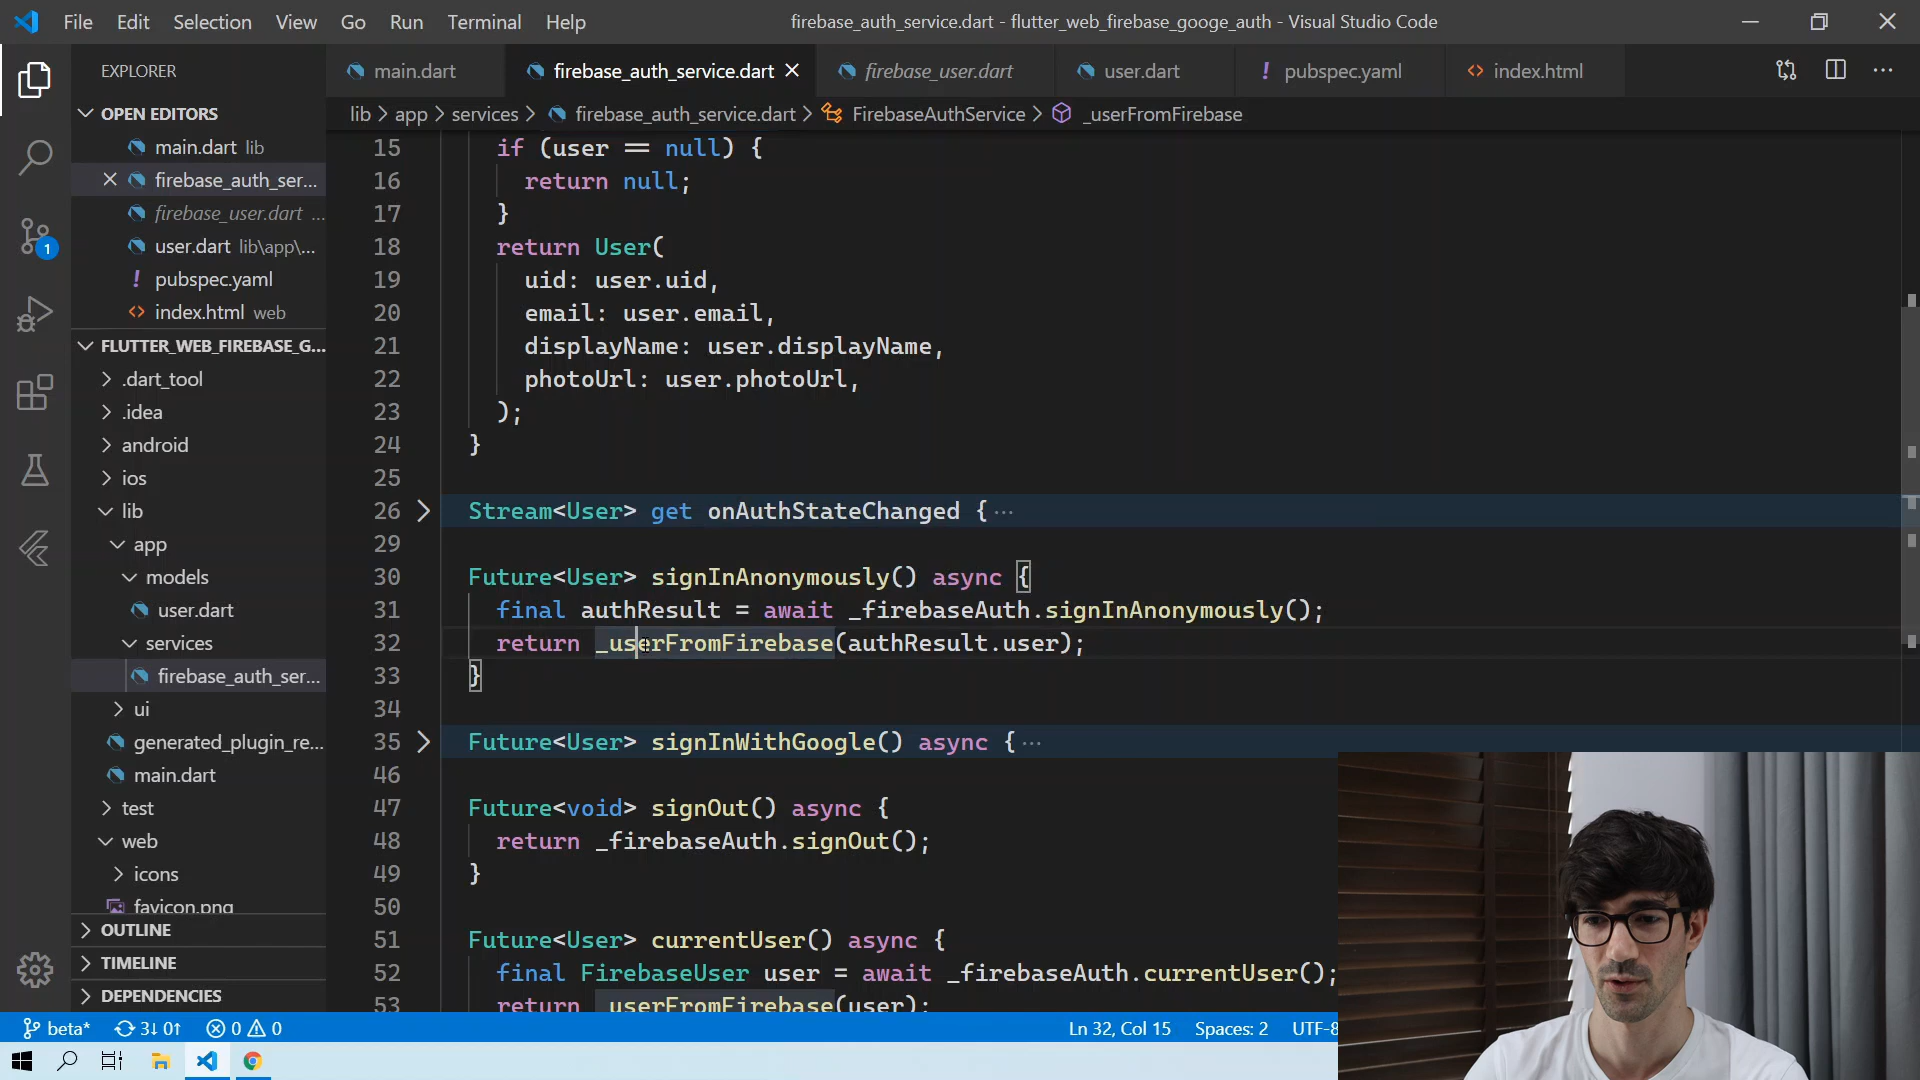 File Edit Selection View Go Run Terminal Help firebase_auth_service.dart - flutter_web_firebase_googe_auth - Visual Studio Code
EXPLORER
main.dart firebase_auth_service.dart firebase_user.dart user.dart pubspec.yaml index.html
OPEN EDITORS
main.dart lib
firebase_auth_ser...
firebase_user.dart ...
user.dart lib\app\...
pubspec.yaml
index.html web
FLUTTER_WEB_FIREBASE_G...
.dart_tool
.idea
android
ios
lib
app
models
user.dart
services
firebase_auth_ser...
ui
generated_plugin_re...
main.dart
test
web
icons
favicon.png
OUTLINE
TIMELINE
DEPENDENCIES
1
lib > app > services > firebase_auth_service.dart > FirebaseAuthService > _userFromFirebase
15 if (user == null) {
16 return null;
17 }
18 return User(
19 uid: user.uid,
20 email: user.email,
21 displayName: user.displayName,
22 photoUrl: user.photoUrl,
23 );
24 }
25
26 Stream<User> get onAuthStateChanged {...
29
30 Future<User> signInAnonymously() async {
31 final authResult = await _firebaseAuth.signInAnonymously();
32 return _userFromFirebase(authResult.user);
33 }
34
35 Future<User> signInWithGoogle() async {...
46
47 Future<void> signOut() async {
48 return _firebaseAuth.signOut();
49 }
50
51 Future<User> currentUser() async {
52 final FirebaseUser user = await _firebaseAuth.currentUser();
53 return _userFromFirebase(user);
beta* 3↓ 0↑ 0 0 Ln 32, Col 15 Spaces: 2 UTF-8